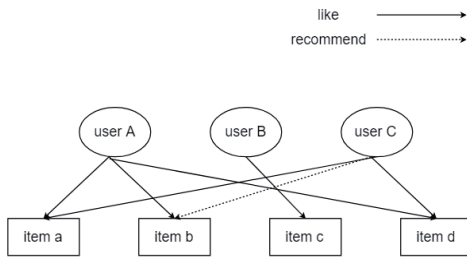 like
recommend
user A
user B
user C
item a
item b
item c
item d